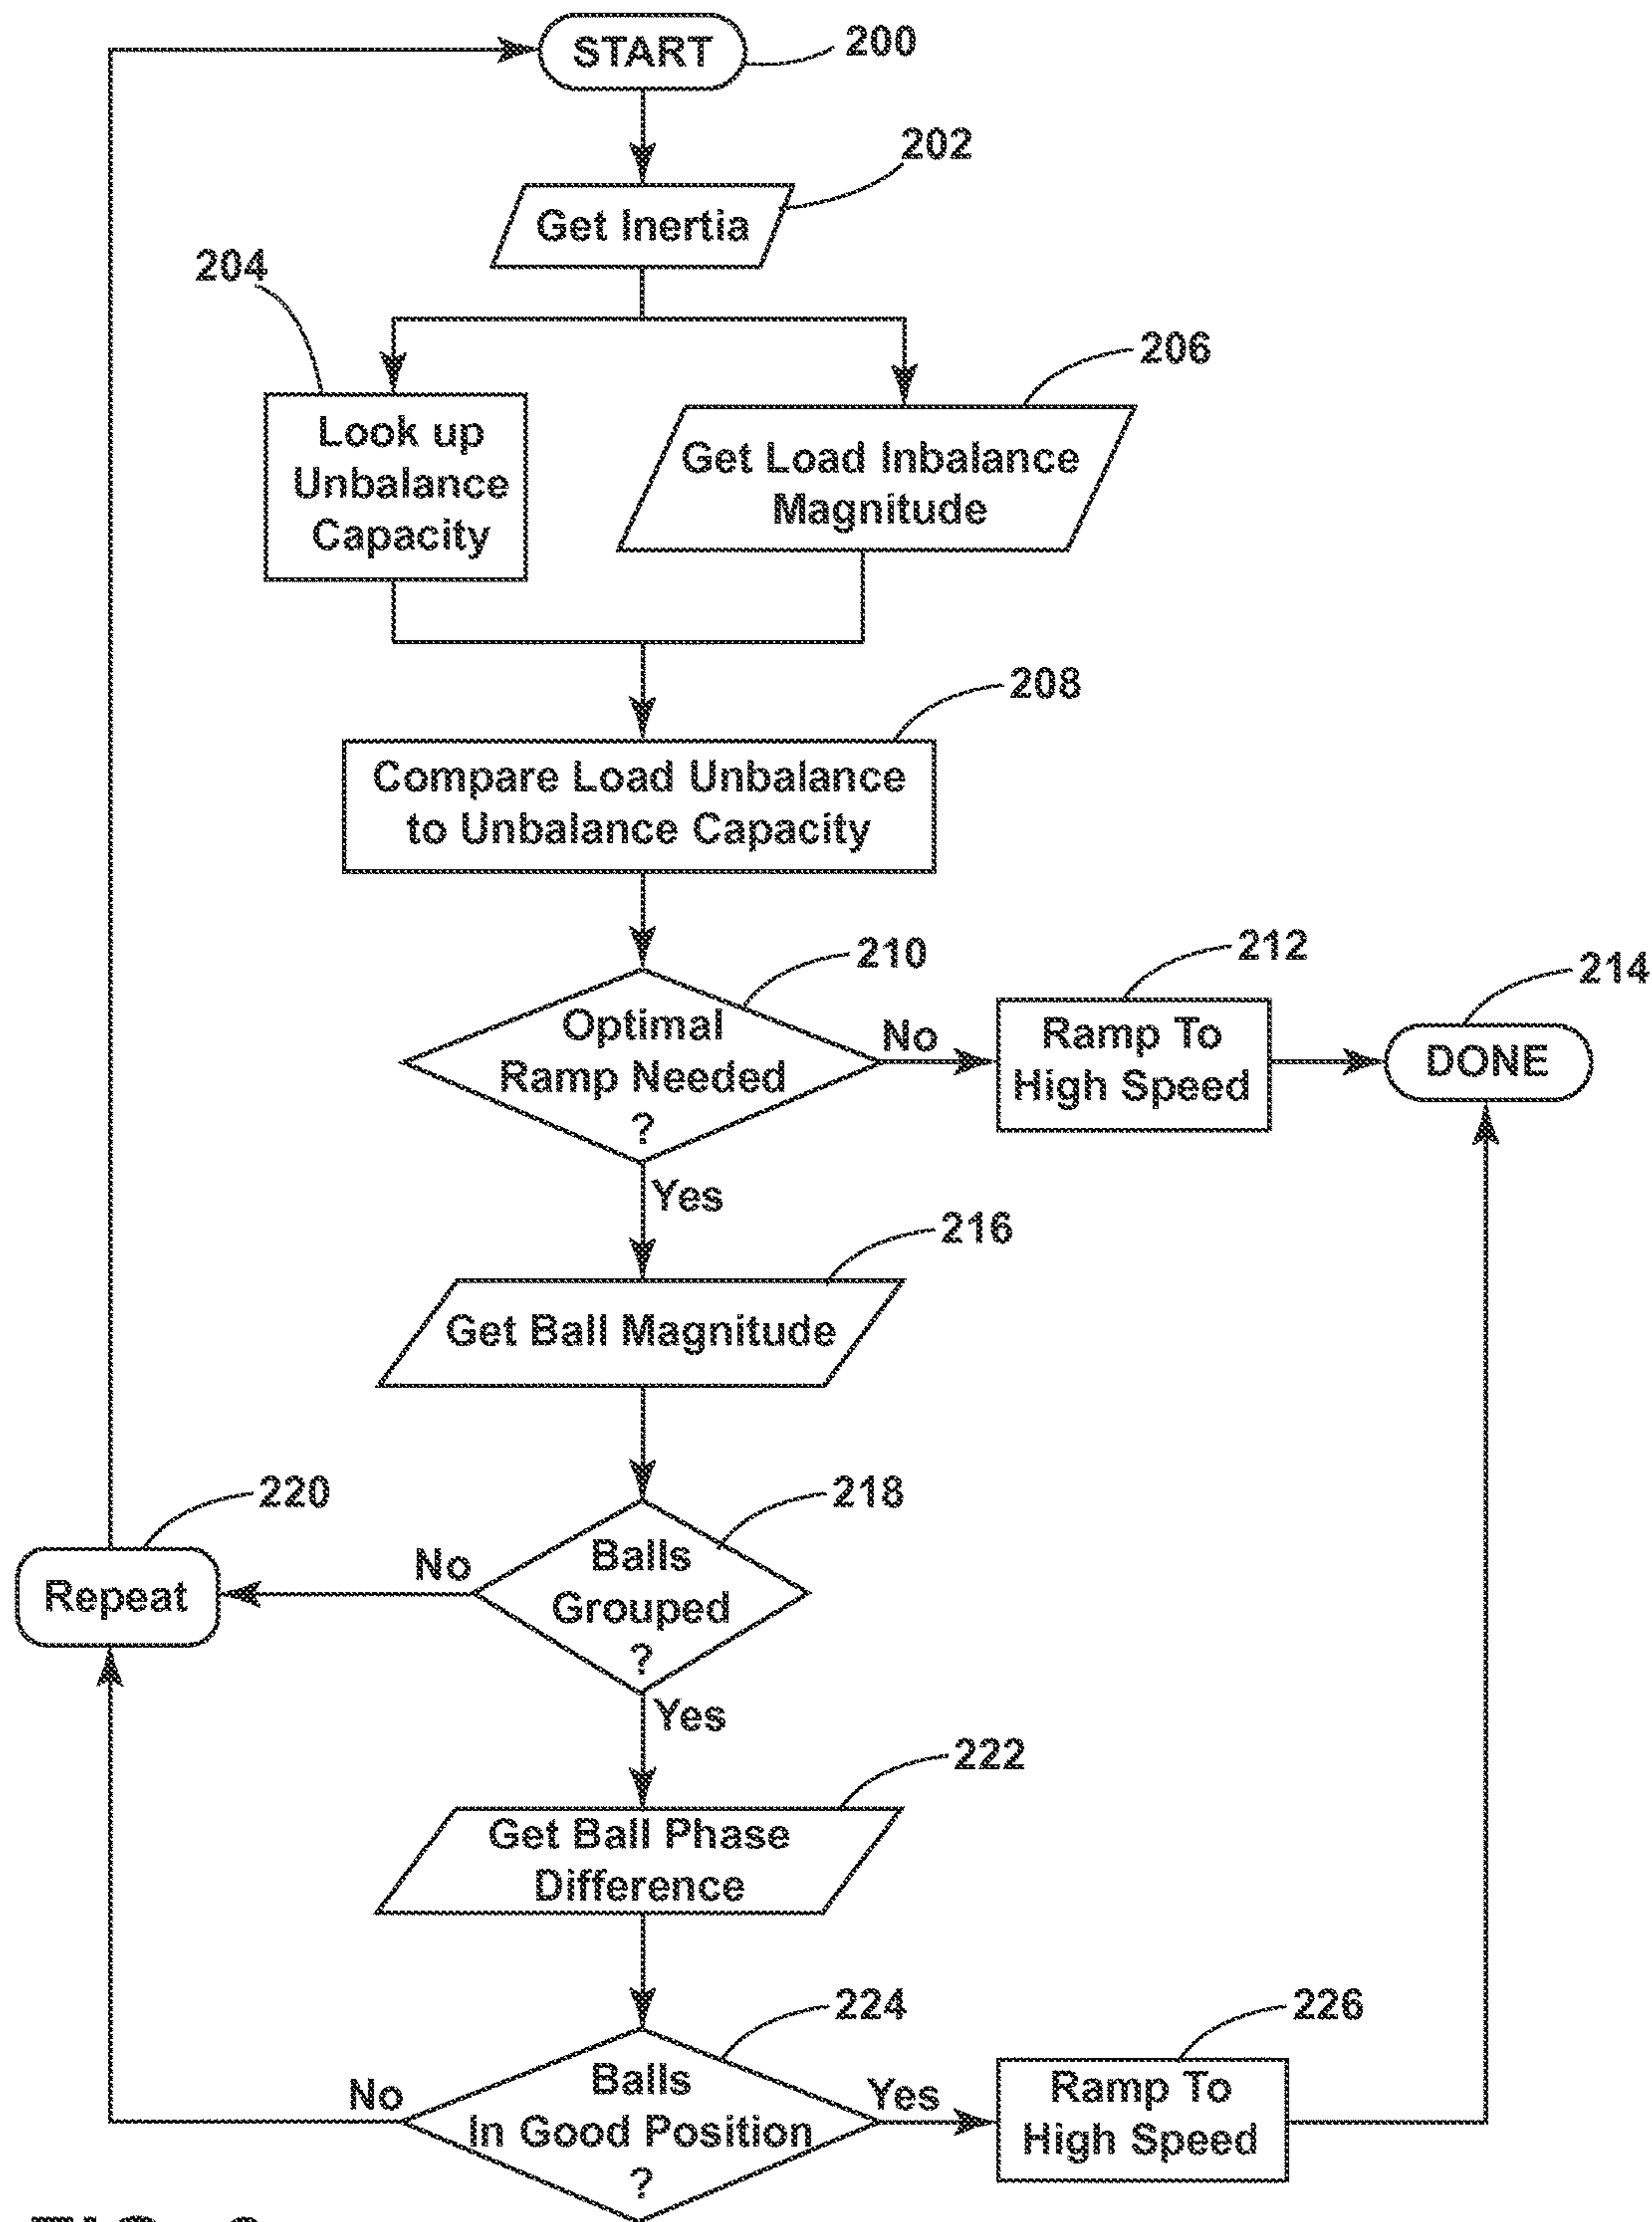 START
200
202
Get Inertia
204
206
Look up
Unbalance
Capacity
Get Load Inbalance
Magnitude
208
Compare Load Unbalance
to Unbalance Capacity
210
212
214
Optimal
Ramp Needed
?
No
Ramp To
High Speed
DONE
Yes
216
Get Ball Magnitude
220
218
Repeat
No
Balls
Grouped
?
Yes
222
Get Ball Phase
Difference
224
226
No
Balls
In Good Position
?
Yes
Ramp To
High Speed